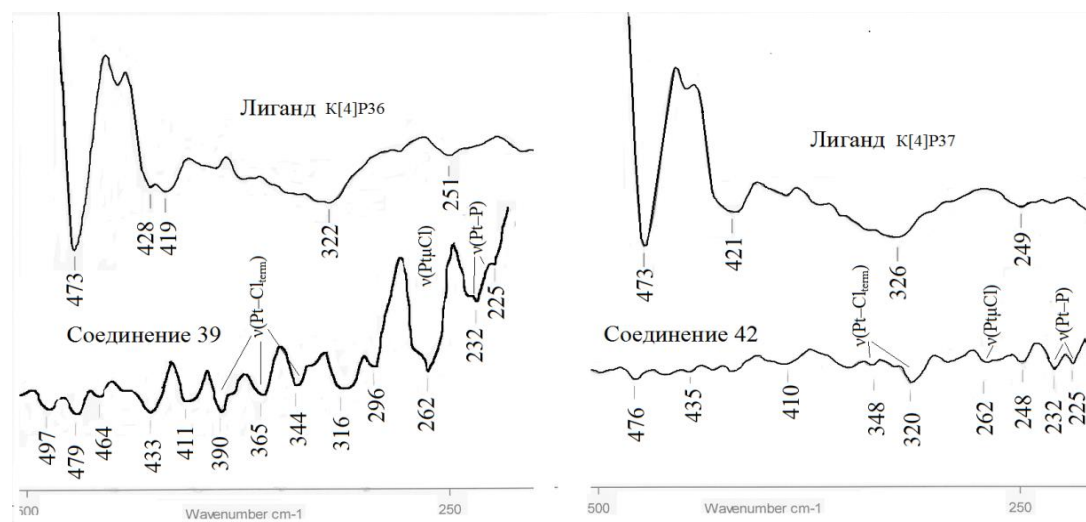 Лиганд К[4]Р36
428
419
473
322
251
ν(PtμCl)
ν(Pt–Cl_term)
ν(Pt–P)
232
225
Соединение 39
497
479
464
433
411
390
365
344
316
296
262
500
Wavenumber cm-1
250
Лиганд К[4]Р37
473
421
326
249
ν(Pt–Cl_term)
ν(PtμCl)
ν(Pt–P)
Соединение 42
476
435
410
348
320
262
248
232
225
500
Wavenumber cm-1
250